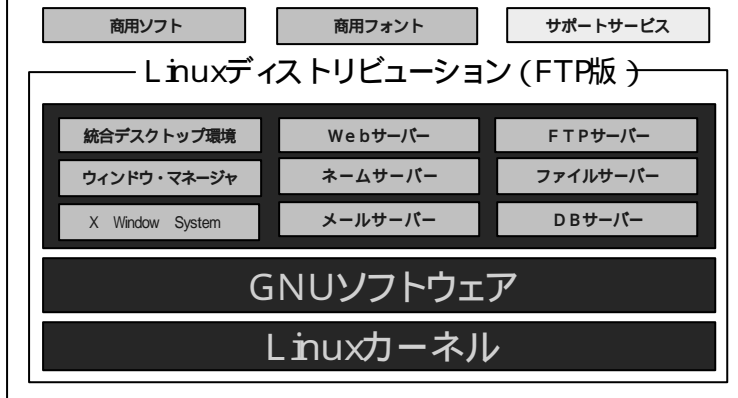 商用ソフト 商用フォント サポートサービス
Linuxディストリビューション(FTP版)
統合デスクトップ環境 Webサーバー FTPサーバー
ウィンドウ・マネージャ ネームサーバー ファイルサーバー
X Window System メールサーバー DBサーバー
GNUソフトウェア
Linuxカーネル